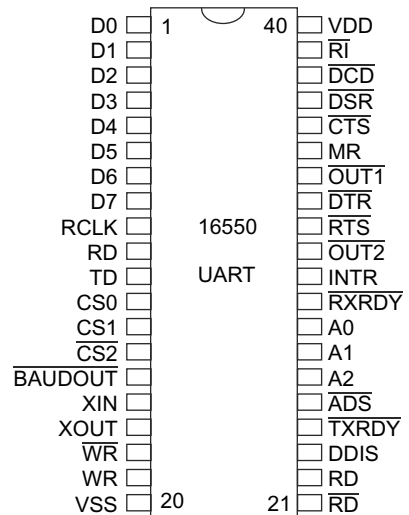 D0 1 40 VDD
D1 RI
D2 DCD
D3 DSR
D4 CTS
D5 MR
D6 OUT1
D7 DTR
RCLK 16550 RTS
RD OUT2
TD UART INTR
CS0 RXRDY
CS1 A0
CS2 A1
BAUDOUT A2
XIN ADS
XOUT TXRDY
WR DDIS
WR RD
VSS 20 21 RD